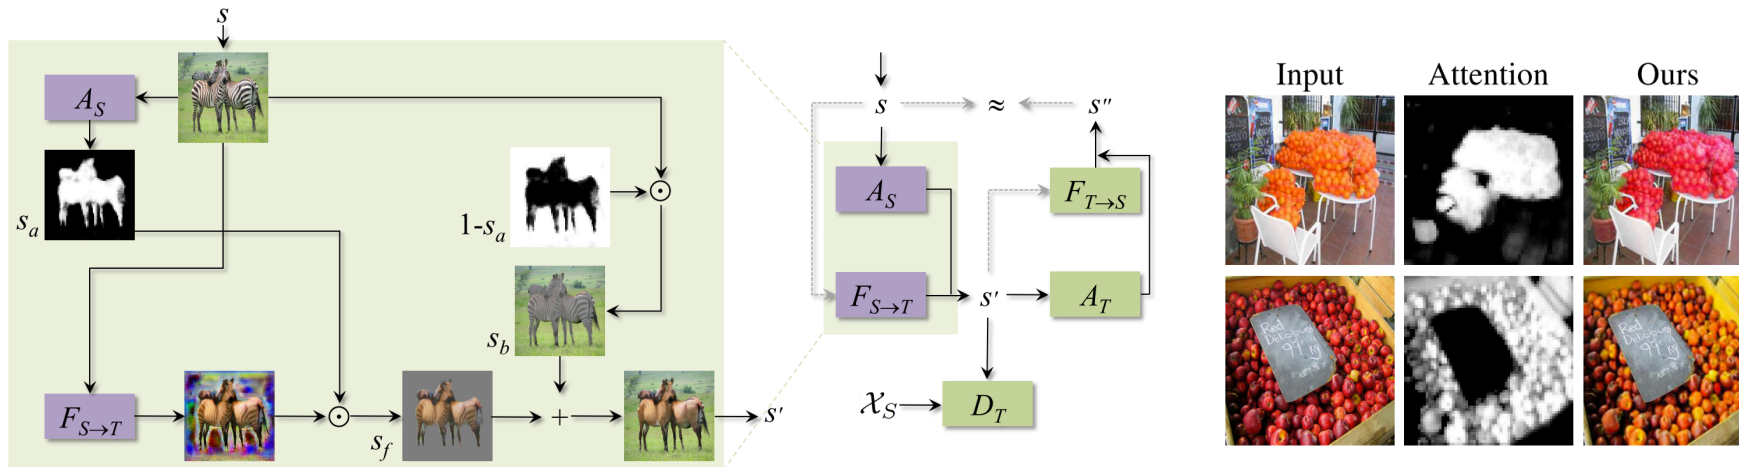 s
A_S
s_a
1-s_a
s_b
F_{S→T}
s_f
+
s'
s
≈
s''
A_S
F_{T→S}
F_{S→T}
s'
A_T
𝒳_S
D_T
Input
Attention
Ours
Red
Delicious
99¢